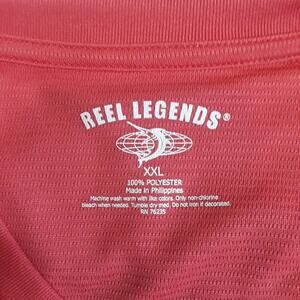 REEL LEGENDS®
XXL
100% POLYESTER
Made in Philippines
Machine wash warm with like colors. Only non-chlorine
bleach when needed. Tumble dry med. Do not iron if decorated.
RN 76235